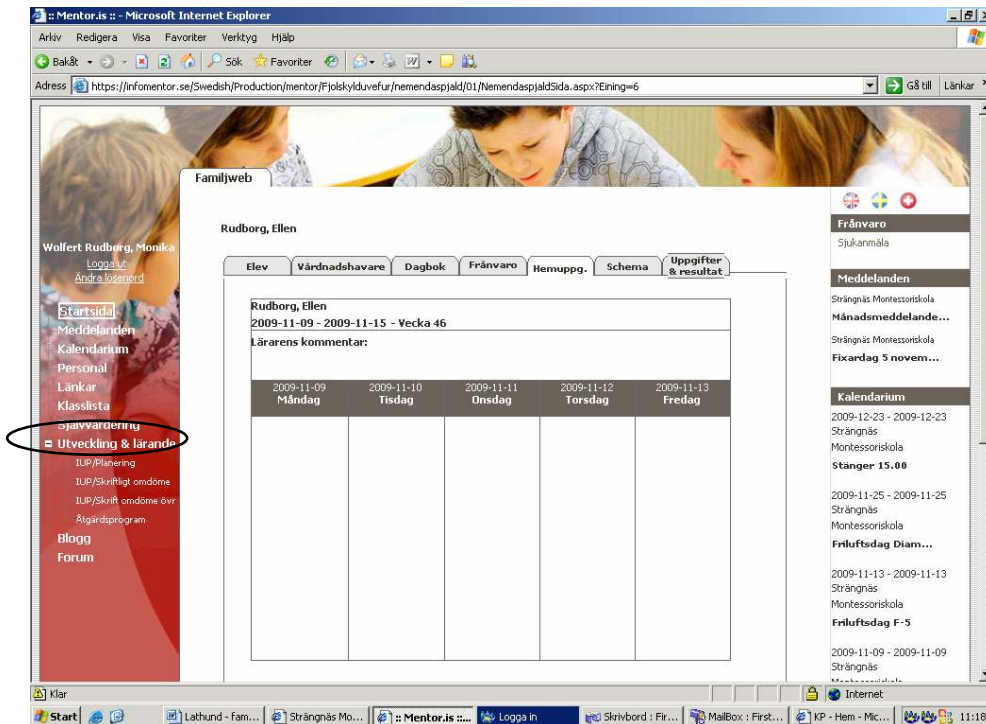 :: Mentor.is :: - Microsoft Internet Explorer
Arkiv Redigera Visa Favoriter Verktyg Hjälp
Bakåt Sök Favoriter
Adress https://infomentor.se/Swedish/Production/mentor/Fjolskylduvefur/nemendaspjald/01/NemendaspjaldSida.aspx?Eining=6 Gå till Länkar
Familjweb
Wolfert Rudborg, Monika
Logga ut
Ändra lösenord
Startsida
Meddelanden
Kalendarium
Personal
Länkar
Klasslista
Självvärdering
Utveckling & lärande
IUP/Planering
IUP/Skriftligt omdöme
IUP/Skrift omdöme övr
Åtgärdsprogram
Blogg
Forum
Rudborg, Ellen
Elev Vårdnadshavare Dagbok Frånvaro Hemuppg. Schema Uppgifter & resultat
Rudborg, Ellen
2009-11-09 - 2009-11-15 - Vecka 46
Lärarens kommentar:
2009-11-09 2009-11-10 2009-11-11 2009-11-12 2009-11-13
Måndag Tisdag Onsdag Torsdag Fredag
Frånvaro
Sjukanmäla
Meddelanden
Strängnäs Montessoriskola
Månadsmeddelande...
Strängnäs Montessoriskola
Fixardag 5 novem...
Kalendarium
2009-12-23 - 2009-12-23
Strängnäs
Montessoriskola
Stänger 15.00
2009-11-25 - 2009-11-25
Strängnäs
Montessoriskola
Friluftsdag Diam...
2009-11-13 - 2009-11-13
Strängnäs
Montessoriskola
Friluftsdag F-5
2009-11-09 - 2009-11-09
Strängnäs
Montessoriskola
Klar Internet
Start Lathund - fam... Strängnäs Mo... :: Mentor.is ::... Logga in Skrivbord : Fir... MailBox : First... KP - Hem - Mic... 11:18